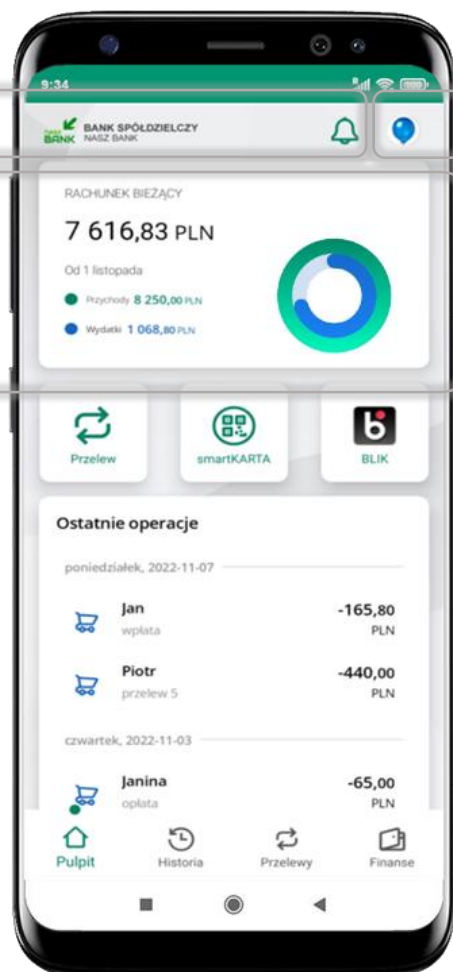 9:34
NASZ BANK
BANK SPÓŁDZIELCZY
NASZ BANK
RACHUNEK BIEŻĄCY
7 616,83 PLN
Od 1 listopada
Przychody 8 250,00 PLN
Wydatki 1 068,80 PLN
Przelew
smartKARTA
BLIK
Ostatnie operacje
poniedziałek, 2022-11-07
Jan -165,80
wpłata PLN
Piotr -440,00
przelew 5 PLN
czwartek, 2022-11-03
Janina -65,00
opłata PLN
Pulpit Historia Przelewy Finanse